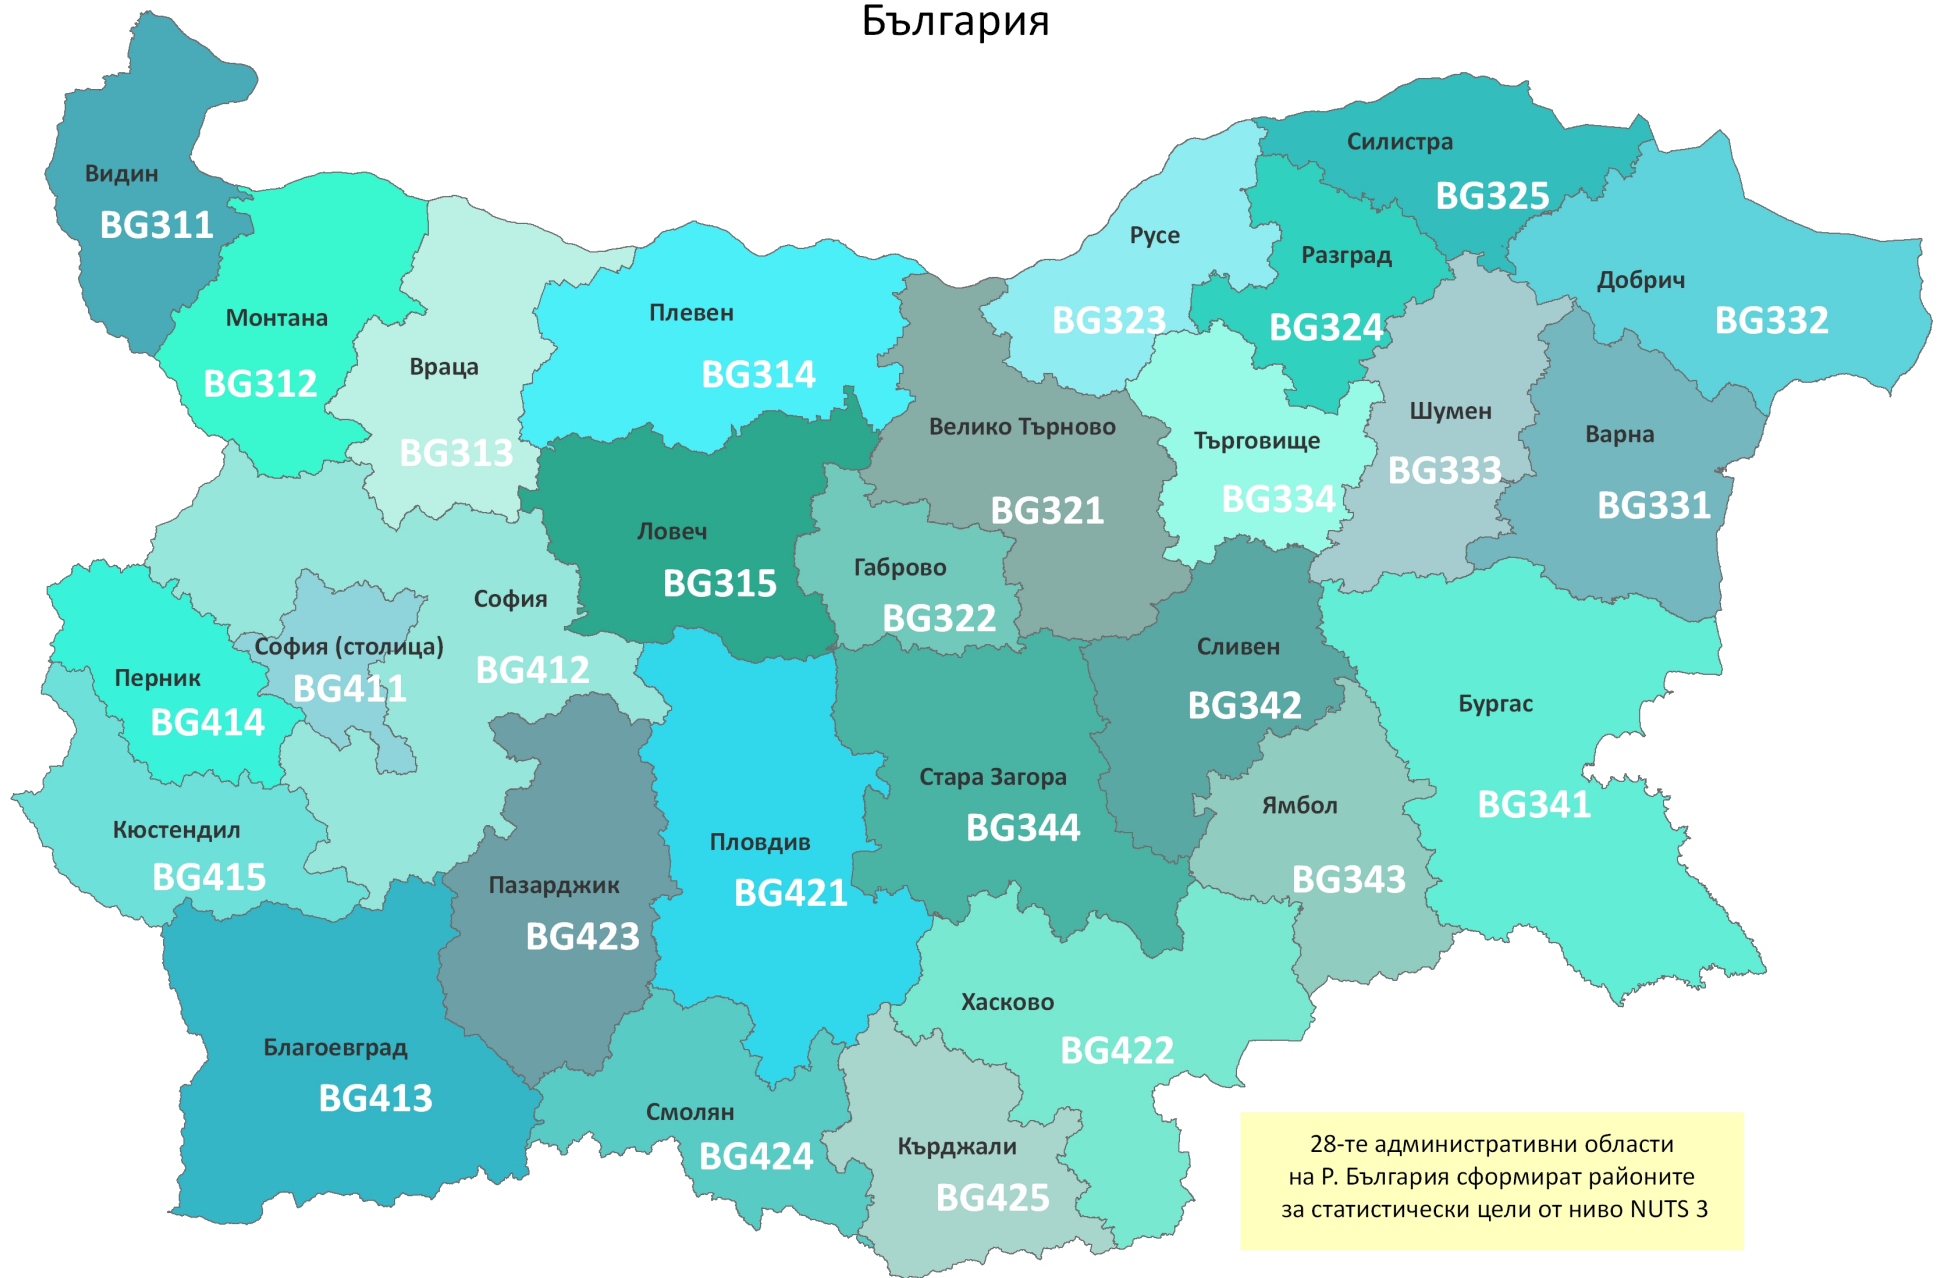 България
Видин
BG311
Монтана
BG312
Враца
BG313
Плевен
BG314
Ловеч
BG315
Велико Търново
BG321
Габрово
BG322
Русе
BG323
Разград
BG324
Силистра
BG325
Добрич
BG332
Варна
BG331
Шумен
BG333
Търговище
BG334
София
BG412
София (столица)
BG411
Перник
BG414
Кюстендил
BG415
Благоевград
BG413
Пазарджик
BG423
Пловдив
BG421
Стара Загора
BG344
Сливен
BG342
Ямбол
BG343
Бургас
BG341
Хасково
BG422
Смолян
BG424
Кърджали
BG425
28-те административни области
на Р. България сформират районите
за статистически цели от ниво NUTS 3